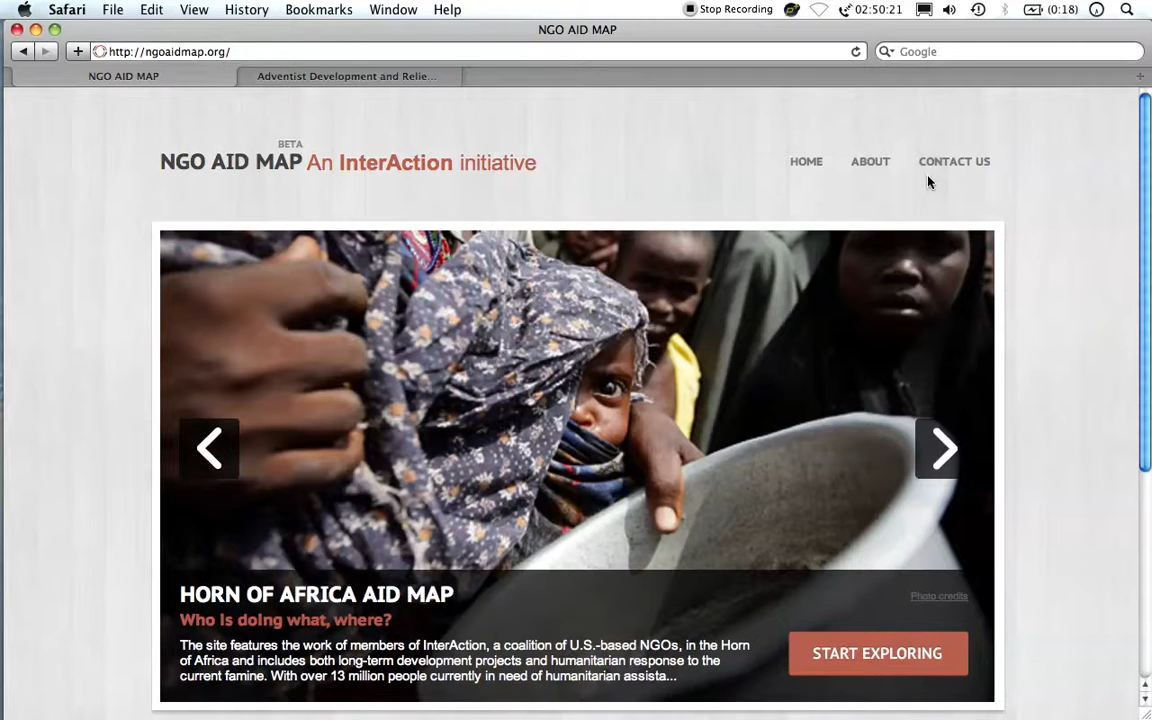 Safari File Edit View History Bookmarks Window Help Stop Recording 02:50:21 (0:18)
NGO AID MAP
http://ngoaidmap.org/ Google
NGO AID MAP Adventist Development and Relie...
BETA
NGO AID MAP An InterAction initiative
HOME ABOUT CONTACT US
HORN OF AFRICA AID MAP
Photo credits
Who is doing what, where?
The site features the work of members of InterAction, a coalition of U.S.-based NGOs, in the Horn
of Africa and includes both long-term development projects and humanitarian response to the
current famine. With over 13 million people currently in need of humanitarian assista...
START EXPLORING